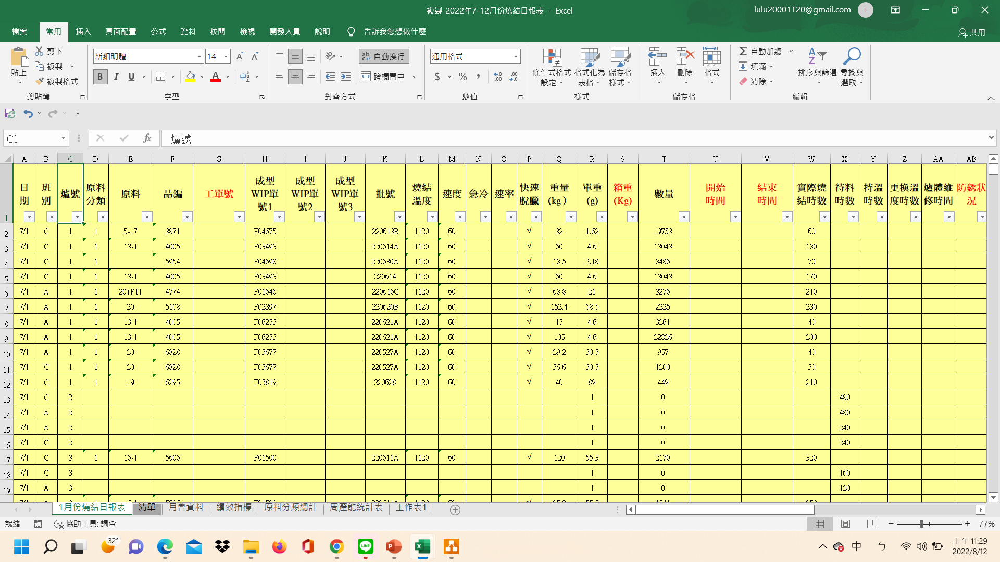 複製-2022年7-12月份燒結日報表 - Excel
lulu20001120@gmail.com L
檔案 常用 插入 頁面配置 公式 資料 校閱 檢視 開發人員 說明 告訴我您想做什麼 共用
貼上 剪下 複製 複製格式
新細明體 14
自動換行 跨欄置中
通用格式
條件式格式設定 格式化為表格 儲存格樣式
插入 刪除 格式
自動加總 填滿 清除 排序與篩選 尋找與選取
剪貼簿 字型 對齊方式 數值 樣式 儲存格 編輯
C1 fx 爐號
A B C D E F G H I J K L M N O P Q R S T U V W X Y Z AA AB
1 日期 班別 爐號 原料分類 原料 品編 工單號 成型WIP單號1 成型WIP單號2 成型WIP單號3 批號 燒結溫度 速度 急冷 速率 快速脫臘 重量(kg) 單重(g) 箱重(Kg) 數量 開始時間 結束時間 實際燒結時數 待料時數 持溫時數 更換溫度時數 爐體維修時間 防銹狀況
2 7/1 C 1 1 5-17 3871 F04675 220613B 1120 60 √ 32 1.62 19753 60
3 7/1 C 1 1 13-1 4005 F03493 220614A 1120 60 √ 60 4.6 13043 180
4 7/1 C 1 1 5954 F04698 220630A 1120 60 √ 18.5 2.18 8486 70
5 7/1 C 1 1 13-1 4005 F03493 220614 1120 60 √ 60 4.6 13043 170
6 7/1 A 1 1 20+P11 4774 F01646 220616C 1120 60 √ 68.8 21 3276 210
7 7/1 A 1 1 20 5108 F02397 220620B 1120 60 √ 152.4 68.5 2225 230
8 7/1 A 1 1 13-1 4005 F06253 220621A 1120 60 √ 15 4.6 3261 40
9 7/1 A 1 1 13-1 4005 F06253 220621A 1120 60 √ 105 4.6 22826 200
10 7/1 A 1 1 20 6828 F03677 220527A 1120 60 √ 29.2 30.5 957 40
11 7/1 C 1 1 20 6828 F03677 220527A 1120 60 √ 36.6 30.5 1200 30
12 7/1 C 1 1 19 6295 F03819 220628 1120 60 √ 40 89 449 210
13 7/1 C 2 1 0 480
14 7/1 A 2 1 0 480
15 7/1 A 2 1 0 240
16 7/1 C 2 1 0 240
17 7/1 C 3 1 16-1 5606 F01500 220611A 1120 60 √ 120 55.3 2170 320
18 7/1 C 3 1 0 160
19 7/1 A 3 1 0 120
1月份燒結日報表 清單 月會資料 績效指標 原料分類總計 周產能統計表 工作表1
就緒 協助工具: 調查 77%
32° 中 ㄣ 上午 11:29
2022/8/12